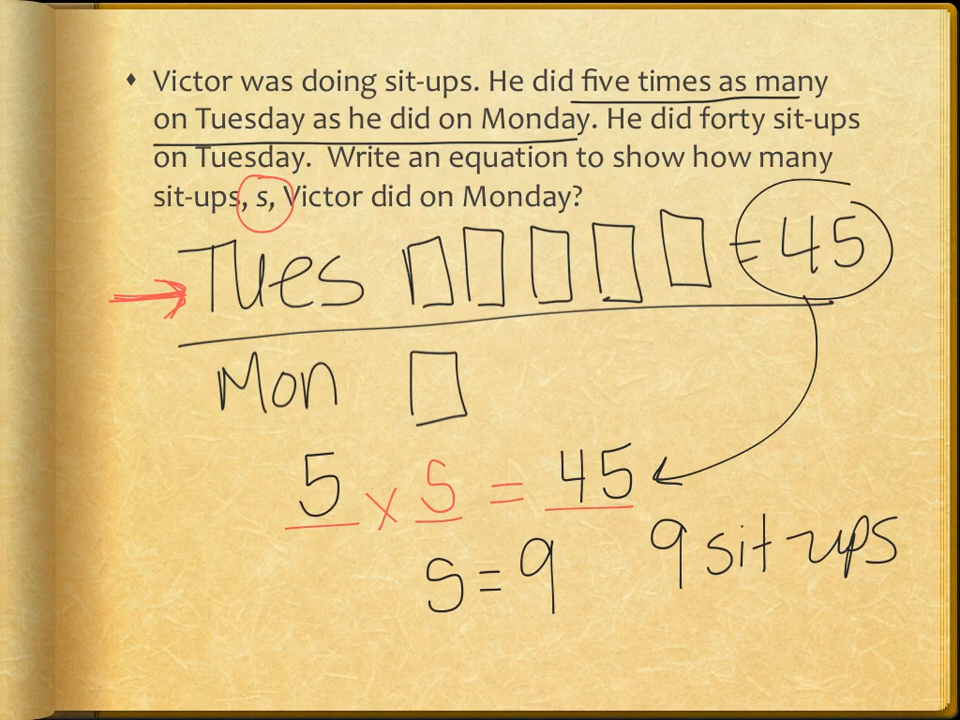 Victor was doing sit-ups. He did five times as many
on Tuesday as he did on Monday. He did forty sit-ups
on Tuesday. Write an equation to show how many
sit-ups, s, Victor did on Monday?
Tues = 45
Mon
5 × s = 45
s = 9 9 sit-ups